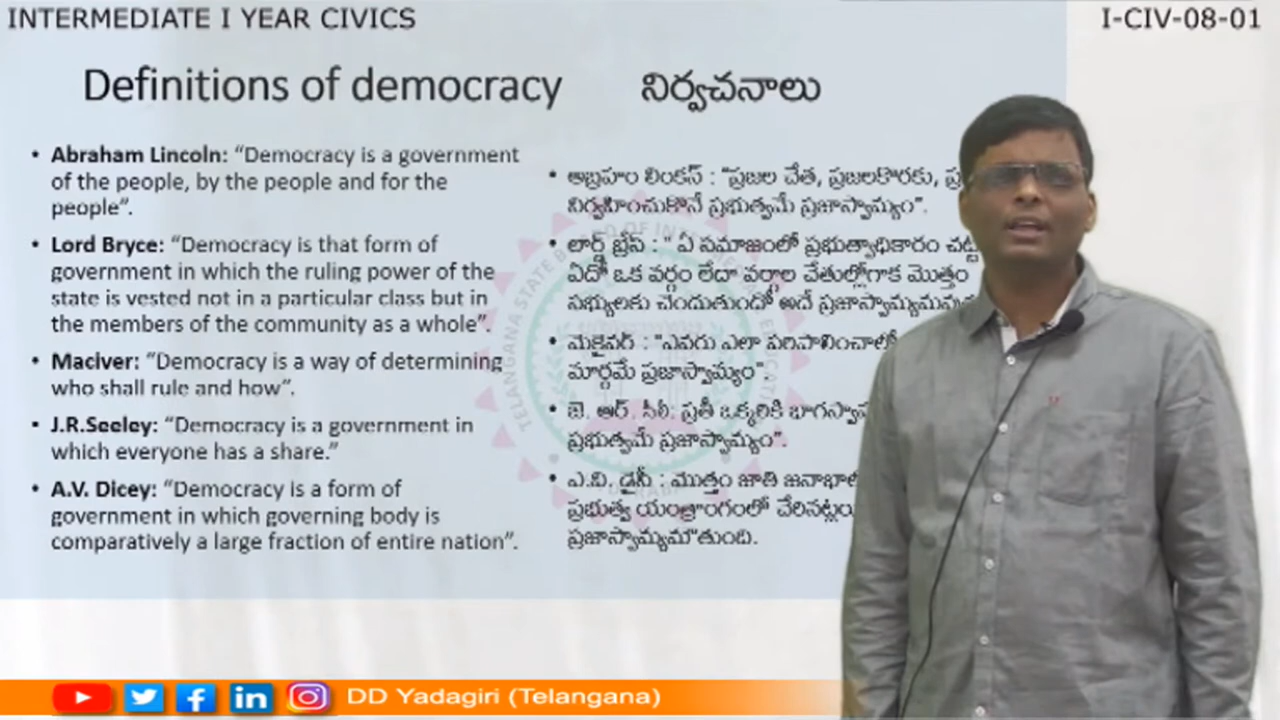 INTERMEDIATE I YEAR CIVICS
I-CIV-08-01
Definitions of democracy
నిర్వచనాలు
• Abraham Lincoln: “Democracy is a government
of the people, by the people and for the
people”.
• Lord Bryce: “Democracy is that form of
government in which the ruling power of the
state is vested not in a particular class but in
the members of the community as a whole”.
• Maciver: “Democracy is a way of determining
who shall rule and how”.
• J.R.Seeley: “Democracy is a government in
which everyone has a share.”
• A.V. Dicey: “Democracy is a form of
government in which governing body is
comparatively a large fraction of entire nation”.
• అబ్రహం లింకన్ : “ప్రజల చేత, ప్రజలకొరకు,
నిర్వహించుకొనే ప్రభుత్వమే ప్రజాస్వామ్యం”.
• లార్డ్ బ్రైస్ : “ ఏ సమాజంలో ప్రభుత్వాధికారం
ఏదో ఒక వర్గం లేదా వర్గాల చేతుల్లోగాక మొత్తం
సభ్యులకు చెందుతుందో అదే
• మెకైవర్ : “ఎవరు ఎలా
మార్గమే ప్రజాస్వామ్యం”.
• జె. ఆర్. సీలీ: ప్రతీ ఒక్కరికి
ప్రభుత్వమే ప్రజాస్వామ్యం”.
• ఎ.వి. డైసీ : మొత్తం జాతి
ప్రభుత్వ యంత్రాంగంలో
ప్రజాస్వామ్యమౌతుంది.
DD Yadagiri (Telangana)